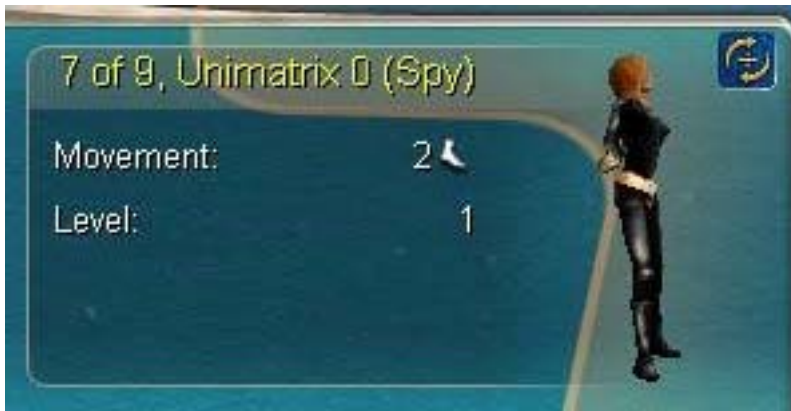 7 of 9, Unimatrix 0 (Spy)
Movement: 2
Level: 1